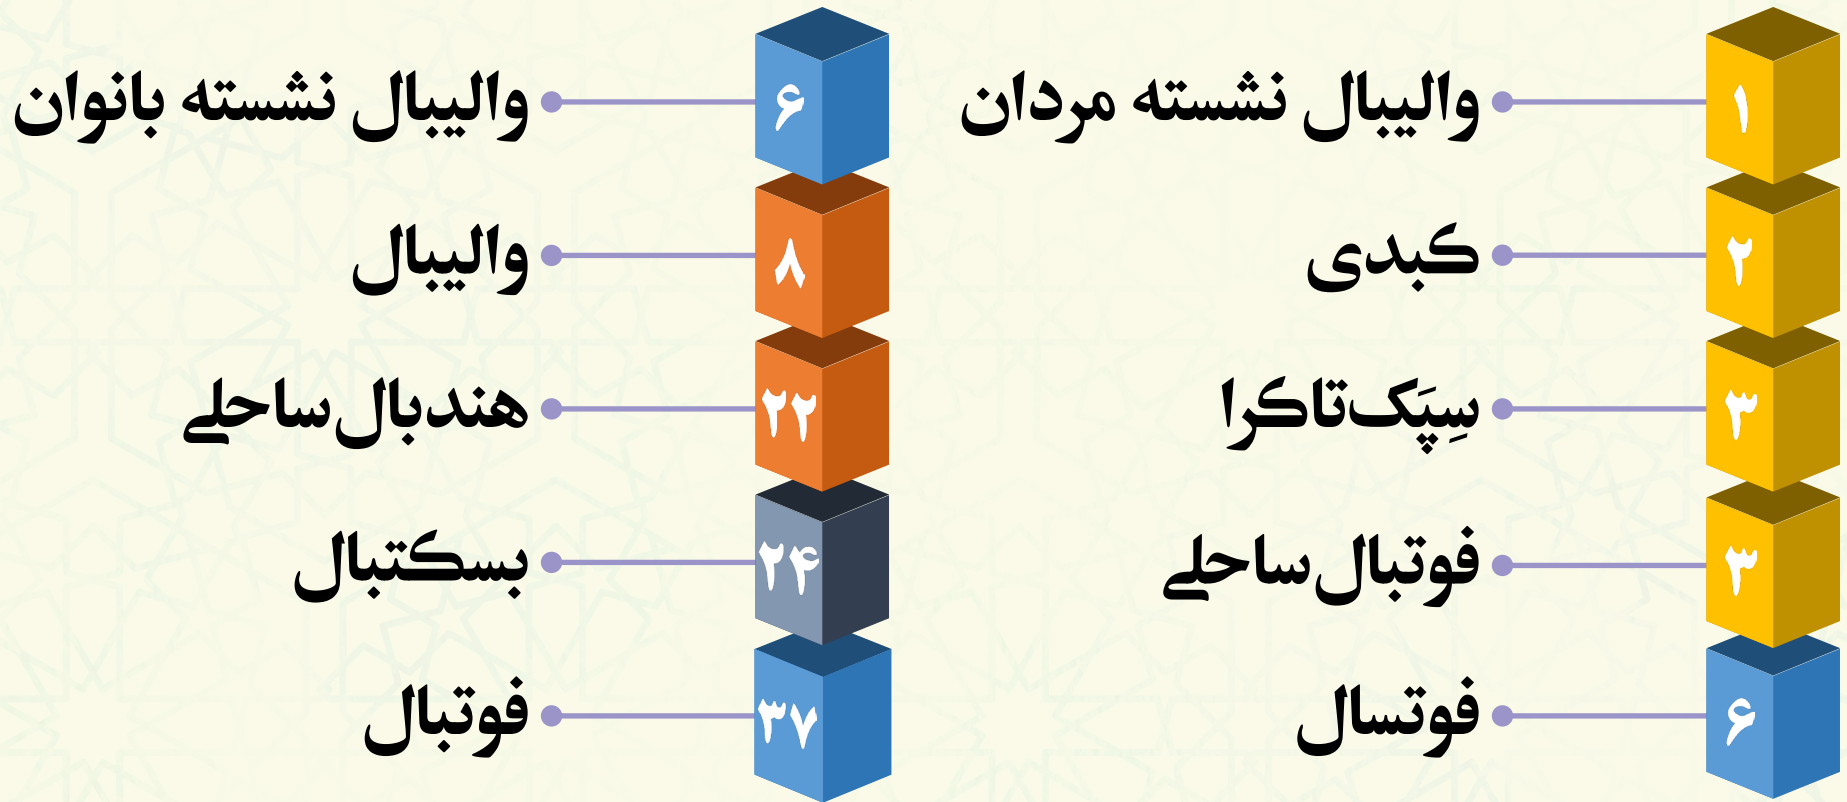 ۱ والیبال نشسته مردان
۲ کبدی
۳ سِپَک‌تاکرا
۳ فوتبال ساحلی
۶ فوتسال
۶ والیبال نشسته بانوان
۸ والیبال
۲۲ هندبال ساحلی
۲۴ بسکتبال
۳۷ فوتبال